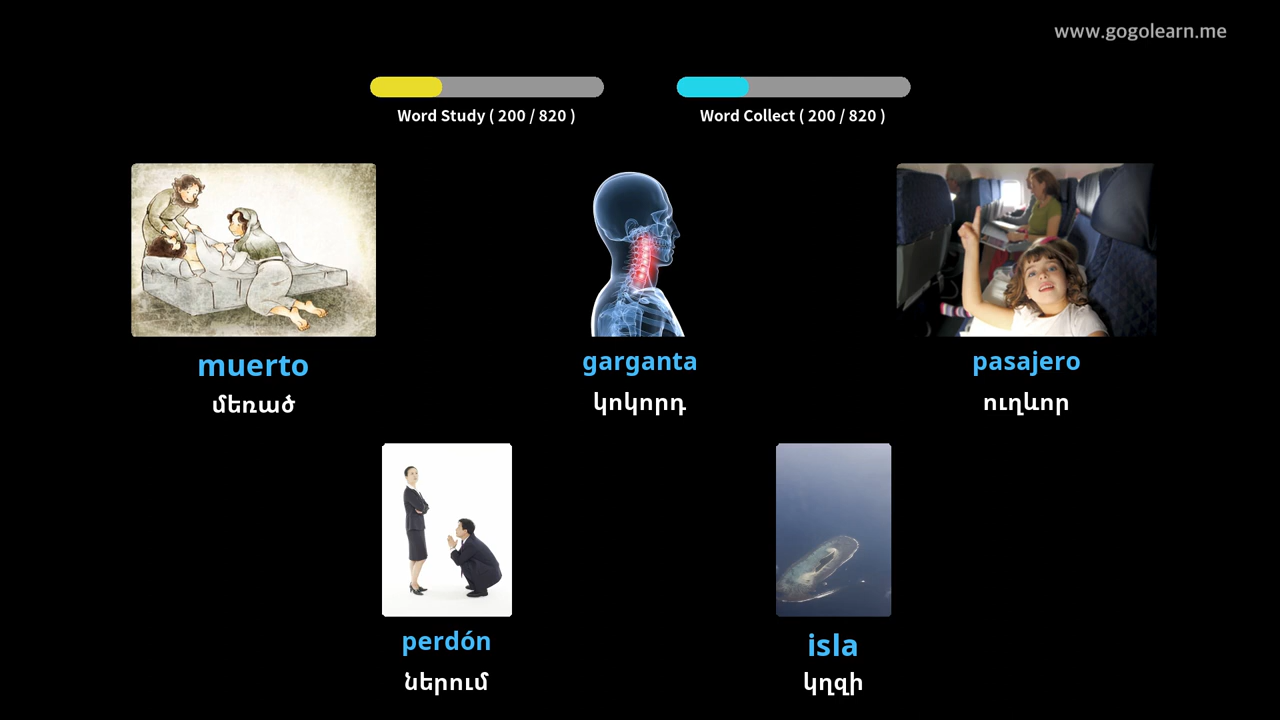 www.gogolearn.me
Word Study ( 200 / 820 )
Word Collect ( 200 / 820 )
muerto
մեռած
garganta
կոկորդ
pasajero
ուղևոր
perdón
ներում
isla
կղզի